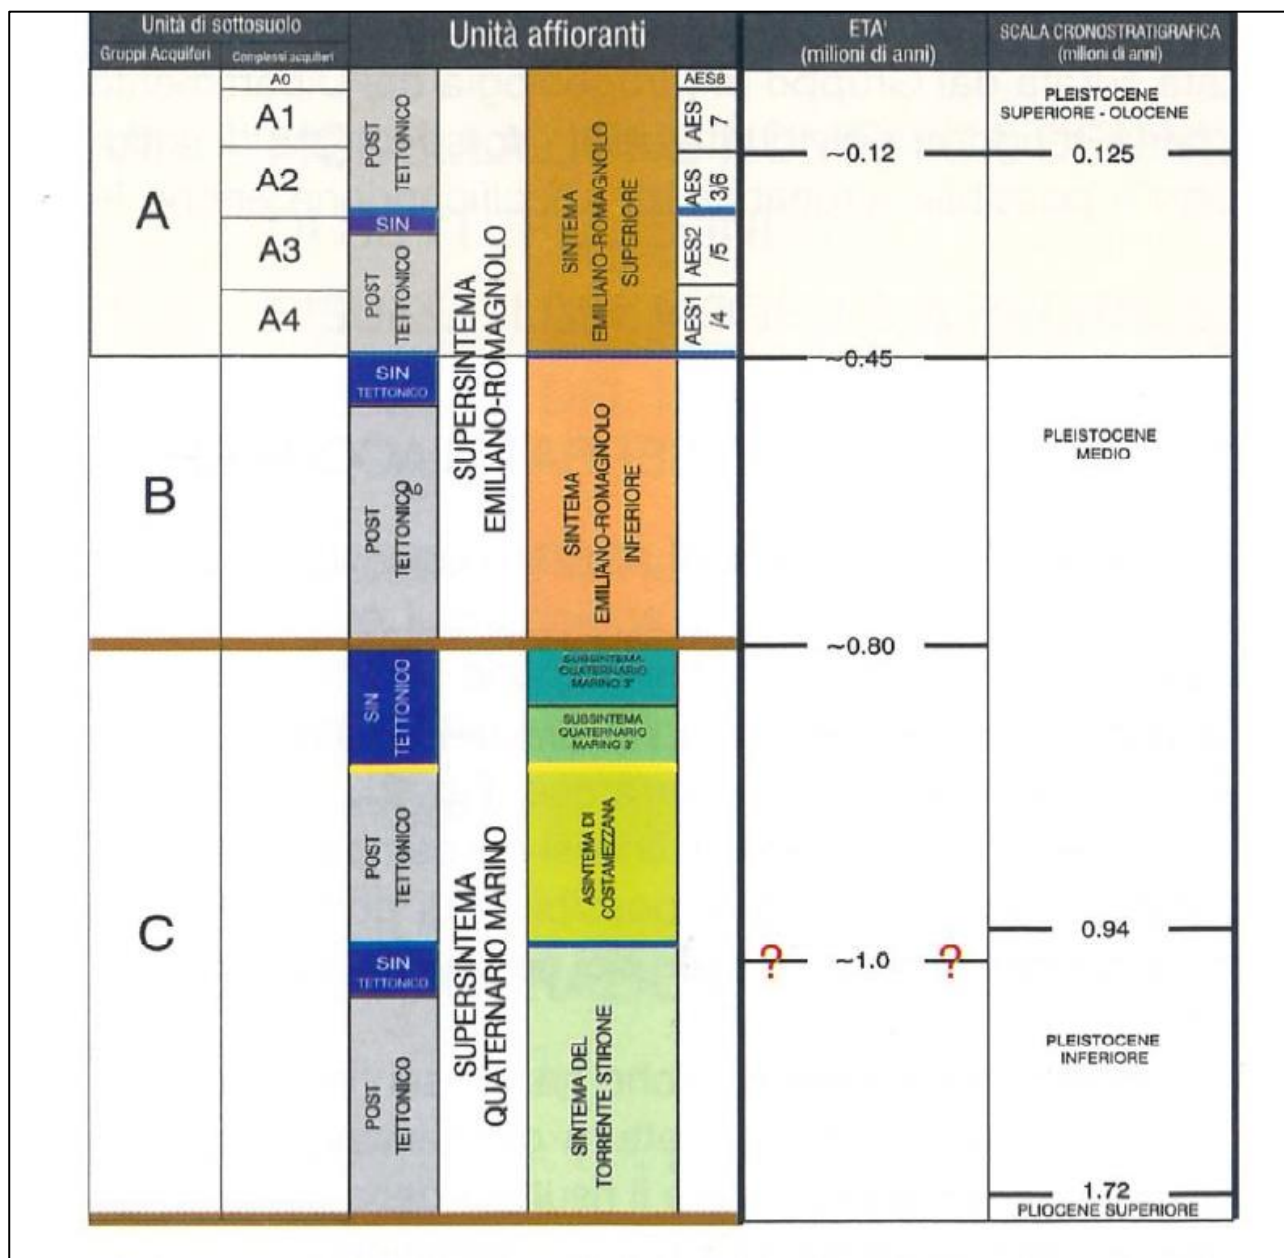 Unità di sottosuolo
Unità affioranti
ETA'
(milioni di anni)
SCALA CRONOSTRATIGRAFICA
(milioni di anni)
Gruppi Acquiferi
Complessi acquiferi
A
A0
A1
A2
A3
A4
POST
TETTONICO
SIN
POST
TETTONICO
SUPERSINTEMA
EMILIANO-ROMAGNOLO
SINTEMA
EMILIANO-ROMAGNOLO
SUPERIORE
AES8
AES
7
AES
3/6
AES2
/5
AES1
/4
~0.12
~0.45
PLEISTOCENE
SUPERIORE - OLOCENE
0.125
B
SIN
TETTONICO
POST
TETTONICO
g
SINTEMA
EMILIANO-ROMAGNOLO
INFERIORE
~0.80
PLEISTOCENE
MEDIO
C
SIN
TETTONICO
POST
TETTONICO
SIN
TETTONICO
POST
TETTONICO
SUPERSINTEMA
QUATERNARIO MARINO
SUBSINTEMA
QUATERNARIO
MARINO 3"
SUBSINTEMA
QUATERNARIO
MARINO 3'
ASINTEMA DI
COSTAMEZZANA
SINTEMA DEL
TORRENTE STIRONE
? ~1.0 ?
0.94
PLEISTOCENE
INFERIORE
1.72
PLIOCENE SUPERIORE